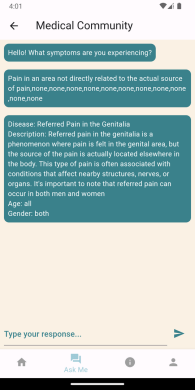 4:01
Medical Community
Hello! What symptoms are you experiencing?
Pain in an area not directly related to the actual source
of pain,none,none,none,none,none,none,none,none,none
,none,none
Disease: Referred Pain in the Genitalia
Description: Referred pain in the genitalia is a
phenomenon where pain is felt in the genital area, but
the source of the pain is actually located elsewhere in
the body. This type of pain is often associated with
conditions that affect nearby structures, nerves, or
organs. It's important to note that referred pain can
occur in both men and women
Age: all
Gender: both
Type your response...
Ask Me